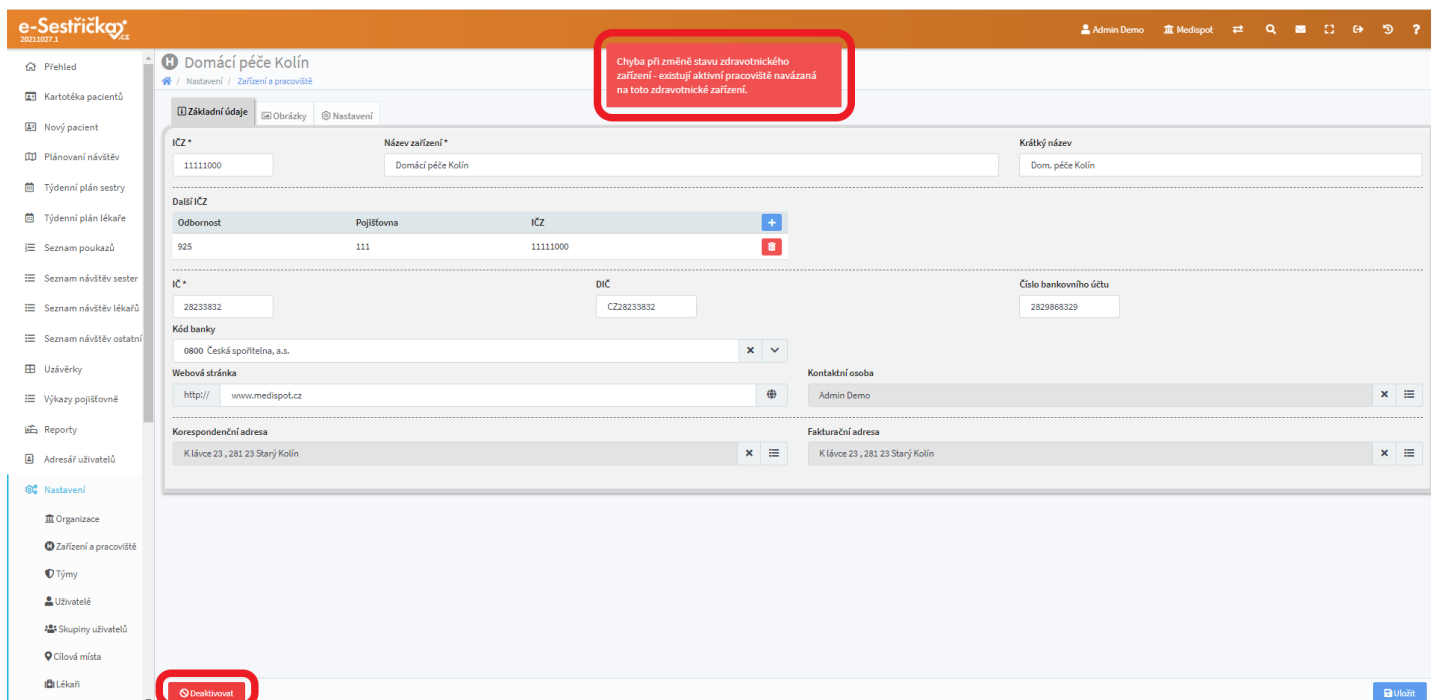 e-Sestřička.cz
20211027.1
Admin Demo
Medispot
Přehled
Kartotéka pacientů
Nový pacient
Plánovaní návštěv
Týdenní plán sestry
Týdenní plán lékaře
Seznam poukazů
Seznam návštěv sester
Seznam návštěv lékařů
Seznam návštěv ostatní
Uzávěrky
Výkazy pojišťovně
Reporty
Adresář uživatelů
Nastavení
Organizace
Zařízení a pracoviště
Týmy
Uživatelé
Skupiny uživatelů
Cílová místa
Lékaři
Domácí péče Kolín
/ Nastavení / Zařízení a pracoviště
Chyba při změně stavu zdravotnického
zařízení - existují aktivní pracoviště navázaná
na toto zdravotnické zařízení.
Základní údaje
Obrázky
Nastavení
IČZ *
Název zařízení *
Krátký název
11111000
Domácí péče Kolín
Dom. péče Kolín
Další IČZ
Odbornost Pojišťovna IČZ
925 111 11111000
IČ *
DIČ
Číslo bankovního účtu
28233832
CZ28233832
2829868329
Kód banky
0800 Česká spořitelna, a.s.
Webová stránka
Kontaktní osoba
http:// www.medispot.cz
Admin Demo
Korespondenční adresa
Fakturační adresa
K lávce 23 , 281 23 Starý Kolín
K lávce 23 , 281 23 Starý Kolín
Deaktivovat
Uložit